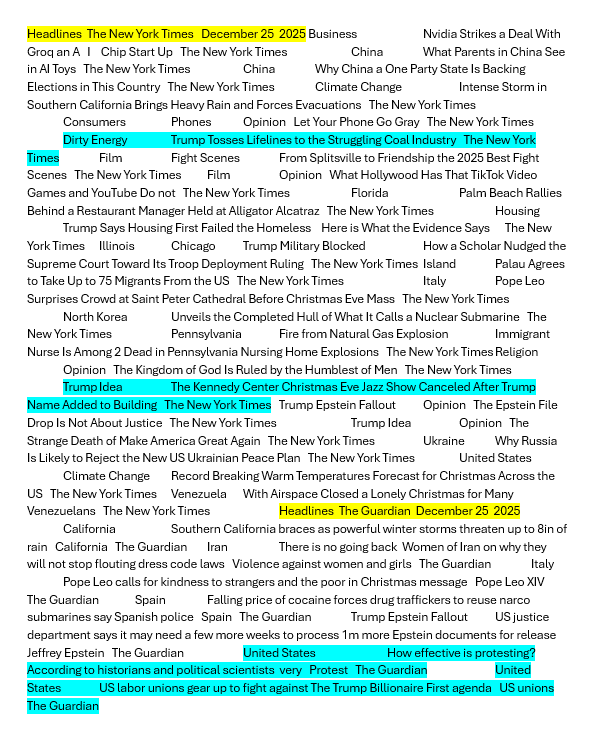 Headlines The New York Times December 25 2025 Business Nvidia Strikes a Deal With
Groq an A I Chip Start Up The New York Times China What Parents in China See
in AI Toys The New York Times China Why China a One Party State Is Backing
Elections in This Country The New York Times Climate Change Intense Storm in
Southern California Brings Heavy Rain and Forces Evacuations The New York Times
Consumers Phones Opinion Let Your Phone Go Gray The New York Times
Dirty Energy Trump Tosses Lifelines to the Struggling Coal Industry The New York
Times Film Fight Scenes From Splitsville to Friendship the 2025 Best Fight
Scenes The New York Times Film Opinion What Hollywood Has That TikTok Video
Games and YouTube Do not The New York Times Florida Palm Beach Rallies
Behind a Restaurant Manager Held at Alligator Alcatraz The New York Times Housing
Trump Says Housing First Failed the Homeless Here is What the Evidence Says The New
York Times Illinois Chicago Trump Military Blocked How a Scholar Nudged the
Supreme Court Toward Its Troop Deployment Ruling The New York Times Island Palau Agrees
to Take Up to 75 Migrants From the US The New York Times Italy Pope Leo
Surprises Crowd at Saint Peter Cathedral Before Christmas Eve Mass The New York Times
North Korea Unveils the Completed Hull of What It Calls a Nuclear Submarine The
New York Times Pennsylvania Fire from Natural Gas Explosion Immigrant
Nurse Is Among 2 Dead in Pennsylvania Nursing Home Explosions The New York Times Religion
Opinion The Kingdom of God Is Ruled by the Humblest of Men The New York Times
Trump Idea The Kennedy Center Christmas Eve Jazz Show Canceled After Trump
Name Added to Building The New York Times Trump Epstein Fallout Opinion The Epstein File
Drop Is Not About Justice The New York Times Trump Idea Opinion The
Strange Death of Make America Great Again The New York Times Ukraine Why Russia
Is Likely to Reject the New US Ukrainian Peace Plan The New York Times United States
Climate Change Record Breaking Warm Temperatures Forecast for Christmas Across the
US The New York Times Venezuela With Airspace Closed a Lonely Christmas for Many
Venezuelans The New York Times Headlines The Guardian December 25 2025
California Southern California braces as powerful winter storms threaten up to 8in of
rain California The Guardian Iran There is no going back Women of Iran on why they
will not stop flouting dress code laws Violence against women and girls The Guardian Italy
Pope Leo calls for kindness to strangers and the poor in Christmas message Pope Leo XIV
The Guardian Spain Falling price of cocaine forces drug traffickers to reuse narco
submarines say Spanish police Spain The Guardian Trump Epstein Fallout US justice
department says it may need a few more weeks to process 1m more Epstein documents for release
Jeffrey Epstein The Guardian United States How effective is protesting?
According to historians and political scientists very Protest The Guardian United
States US labor unions gear up to fight against The Trump Billionaire First agenda US unions
The Guardian